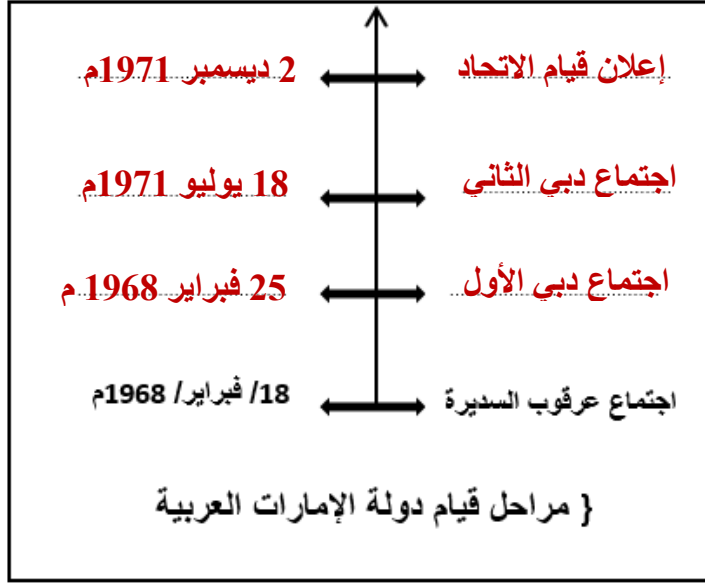 إعلان قيام الاتحاد 2 ديسمبر 1971م
اجتماع دبي الثاني 18 يوليو 1971م
اجتماع دبي الأول 25 فبراير 1968 م
اجتماع عرقوب السديرة 18/ فبراير/ 1968م
{ مراحل قيام دولة الإمارات العربية